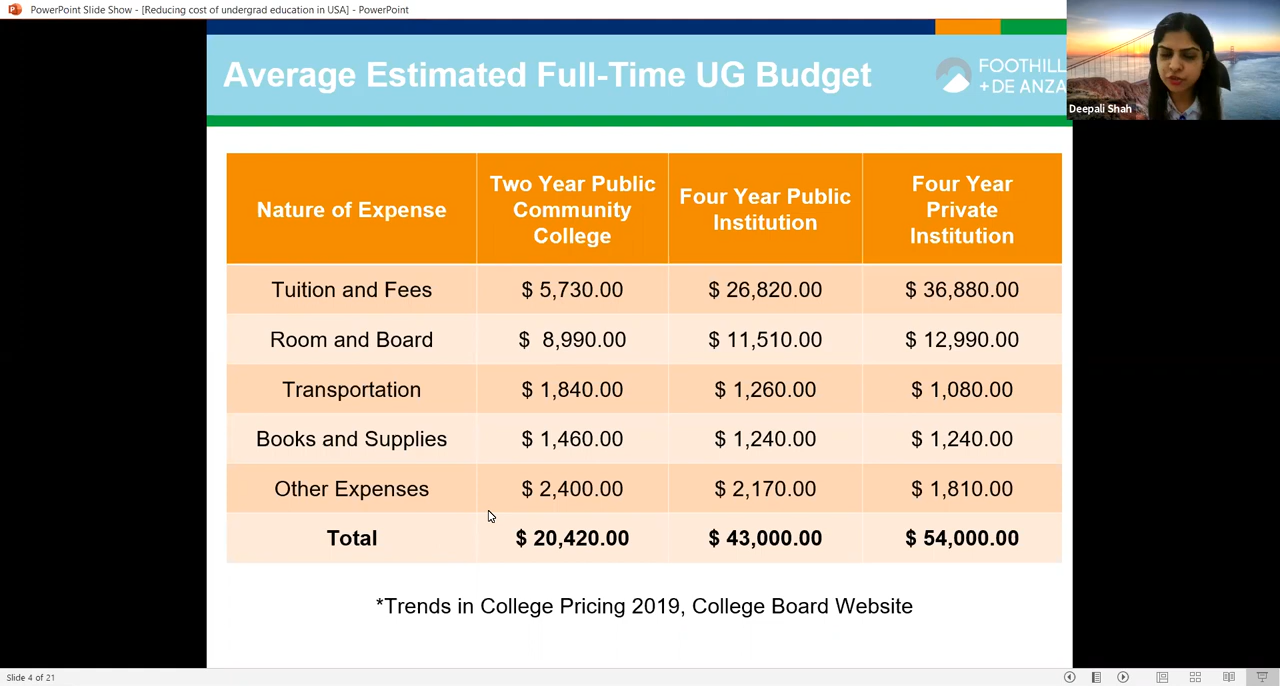 PowerPoint Slide Show - [Reducing cost of undergrad education in USA] - PowerPoint
Average Estimated Full-Time UG Budget
FOOTHILL
+DE ANZA
Deepali Shah
Nature of Expense
Two Year Public
Community
College
Four Year Public
Institution
Four Year
Private
Institution
Tuition and Fees $ 5,730.00 $ 26,820.00 $ 36,880.00
Room and Board $ 8,990.00 $ 11,510.00 $ 12,990.00
Transportation $ 1,840.00 $ 1,260.00 $ 1,080.00
Books and Supplies $ 1,460.00 $ 1,240.00 $ 1,240.00
Other Expenses $ 2,400.00 $ 2,170.00 $ 1,810.00
Total $ 20,420.00 $ 43,000.00 $ 54,000.00
*Trends in College Pricing 2019, College Board Website
Slide 4 of 21